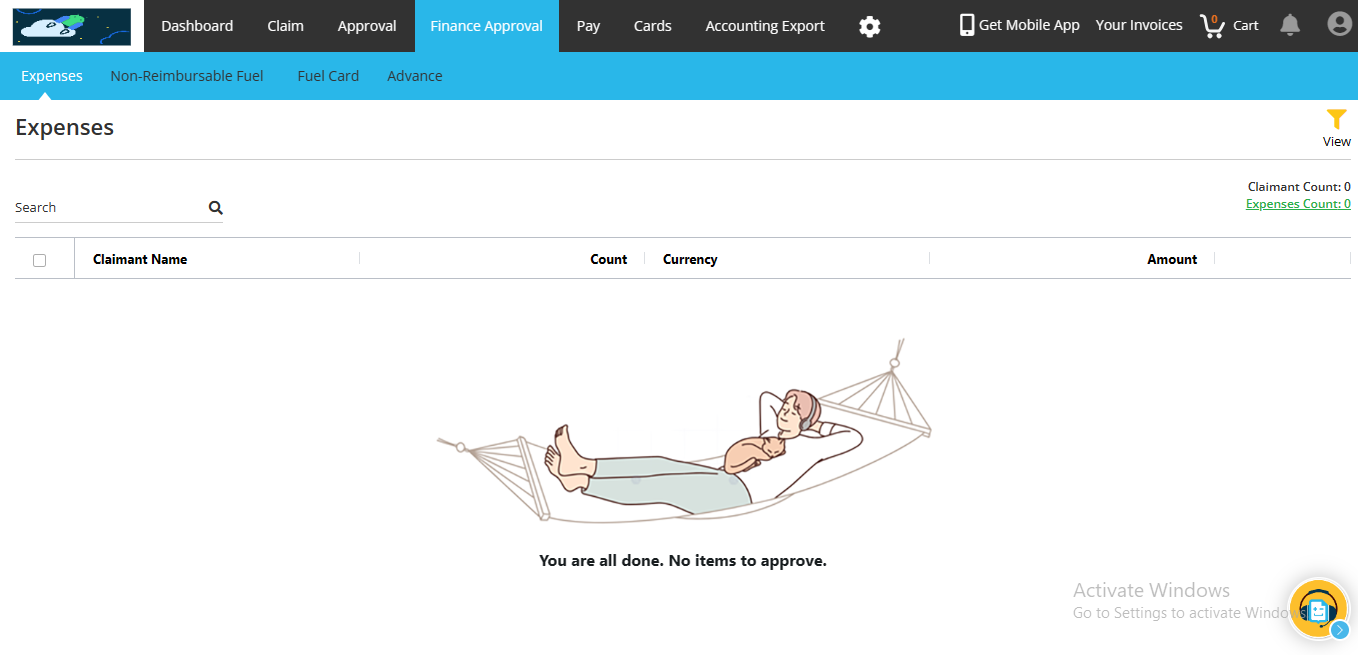 Dashboard Claim Approval Finance Approval Pay Cards Accounting Export Get Mobile App Your Invoices 0 Cart
Expenses Non-Reimbursable Fuel Fuel Card Advance
Expenses
View
Claimant Count: 0
Expenses Count: 0
Search
Claimant Name Count Currency Amount
You are all done. No items to approve.
Activate Windows
Go to Settings to activate Windows